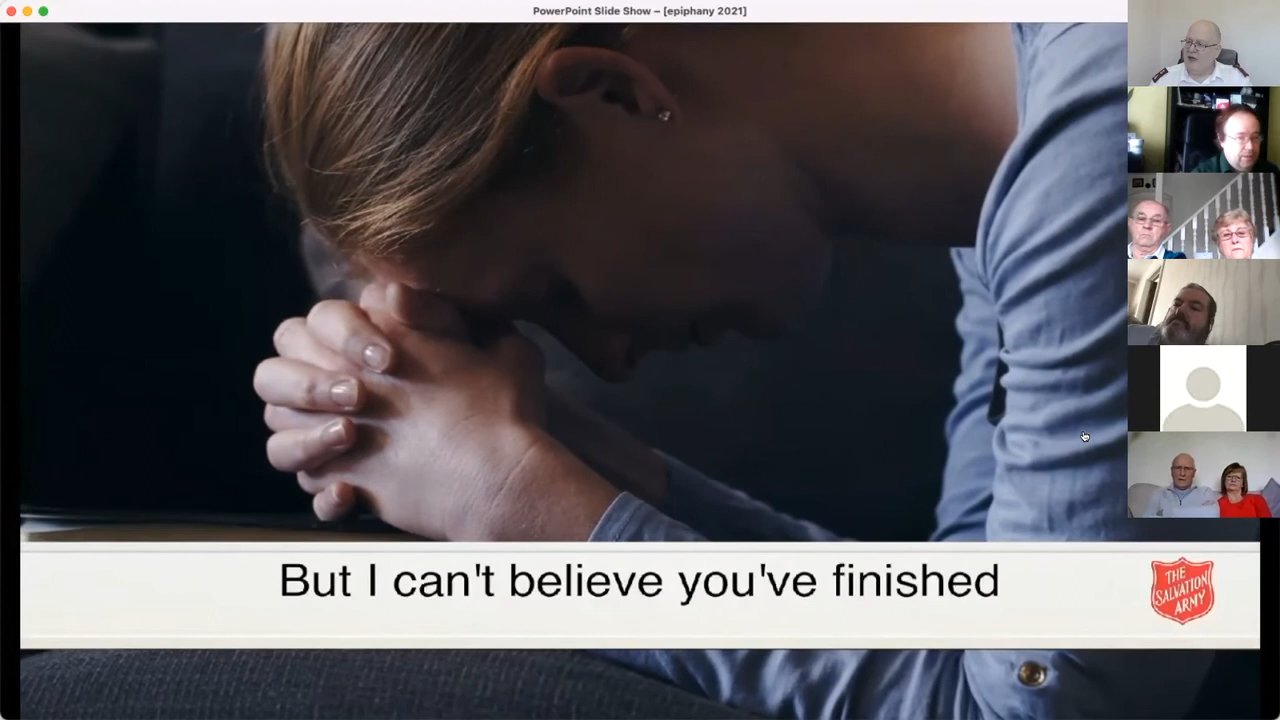 PowerPoint Slide Show – [epiphany 2021]
But I can't believe you've finished
THE
SALVATION
ARMY